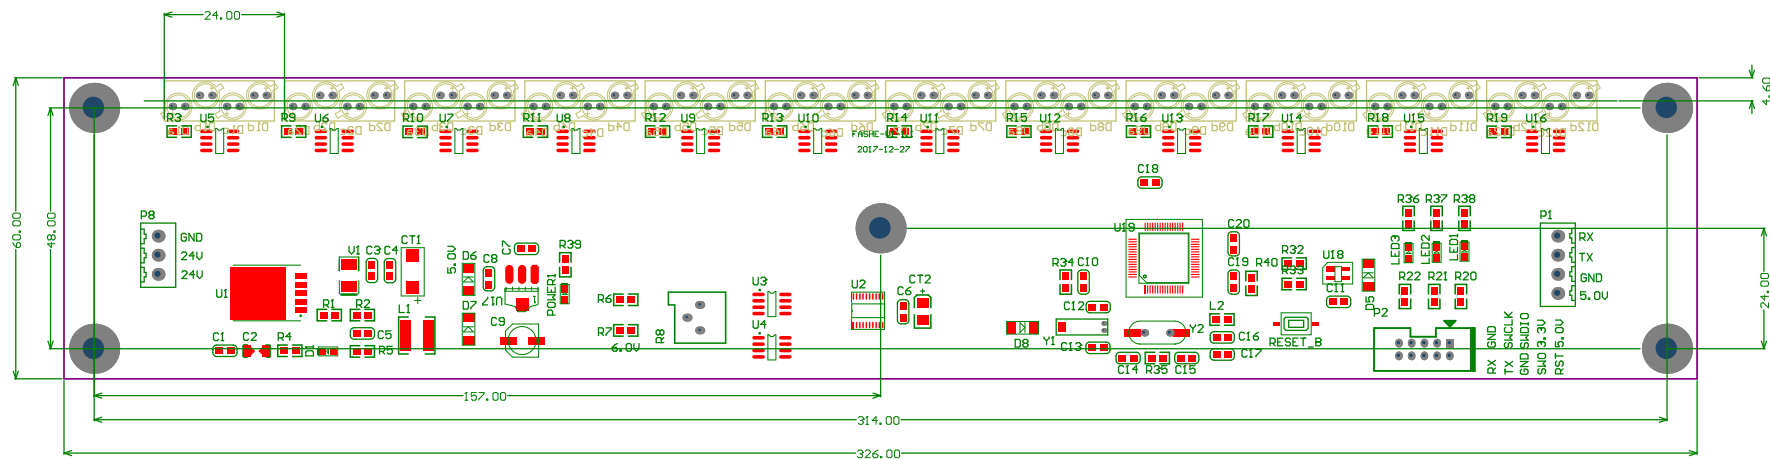 24.00
4.60
R3 U5 R9 U6 R10 U7 R11 U8 R12 U9 R13 U10 R14 U11 R15 U12 R16 U13 R17 U14 R18 U15 R19 U16
2017-12-27
60.00
48.00
C18
P8
GND
24V
24V
U1
V1 C3 C4 CT1
5.0V D6 C8 C7 R39
U17 POWER1
R1 R2 L1 D7 C9
C1 C2 R4 D1 C5 R5
R6
R7
6.0V
R8
U3
U4
U2
C6 CT2
U19
C20
C19 R40
R34 C10
C12
Y1
C13
D8
Y2
C14 R35 C15
L2
C16
C17
R32
R33
U18
C11 D5
RESET_B
R36 R37 R38
LED3 LED2 LED1
R22 R21 R20
P1
RX
TX
GND
5.0V
P2
RX GND
TX SWCLK
GND SWDIO
SWO 3.3V
RST 5.0V
24.00
157.00
314.00
326.00